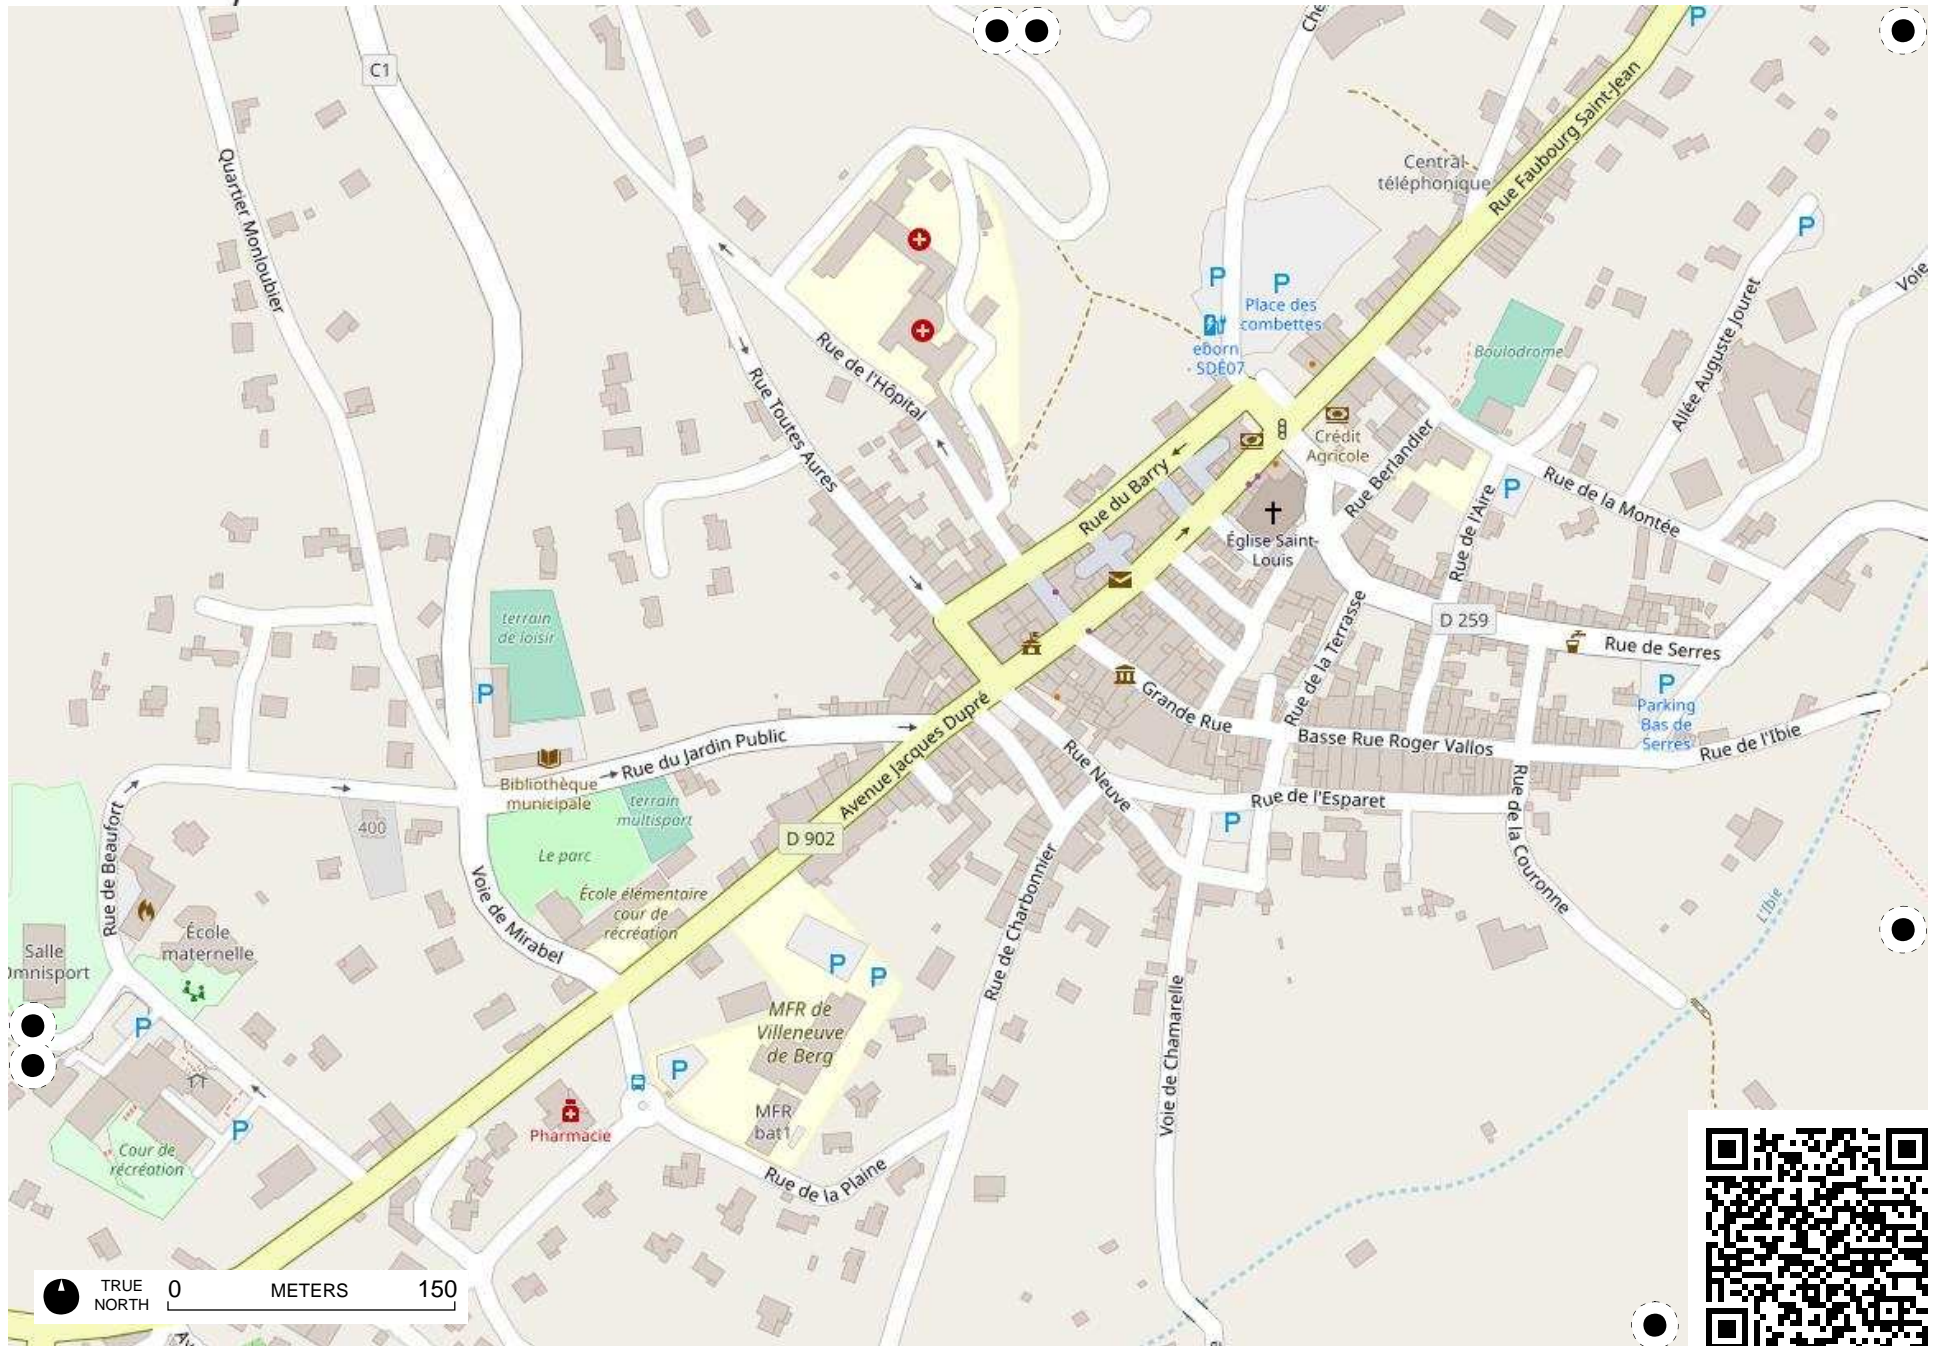 C1
Quartier Monloubier
Rue Faubourg Saint-Jean
Central
téléphonique
P
P
P
P
Place des
combettes
eborn
- SDE07
Voie
Allée Auguste Jouret
Boulodrome
Rue de l'Hôpital
Rue Toutes Aures
Crédit
Agricole
Rue Berlandier
Rue du Barry
P
Rue de la Montée
Rue de l'Aire
Église Saint-
Louis
terrain
de loisir
D 259
Rue de Serres
Rue de la Terrasse
P
P
Parking
Bas de
Serres
Grande Rue
Basse Rue Roger Vallos
Rue de l'Ibie
Rue du Jardin Public
Avenue Jacques Dupré
Rue Neuve
Bibliothèque
municipale
terrain
multisport
Rue de l'Esparet
P
400
D 902
Rue de Beaufort
Le parc
Rue de la Couronne
École élémentaire
cour de
récréation
Voie de Mirabel
Rue de Charbonnier
L'Ibie
École
maternelle
Salle
Omnisport
P
P
MFR de
Villeneuve
de Berg
P
P
Voie de Chamarelle
MFR
bat1
Pharmacie
P
Cour de
récréation
Rue de la Plaine
TRUE
NORTH
0 METERS 150